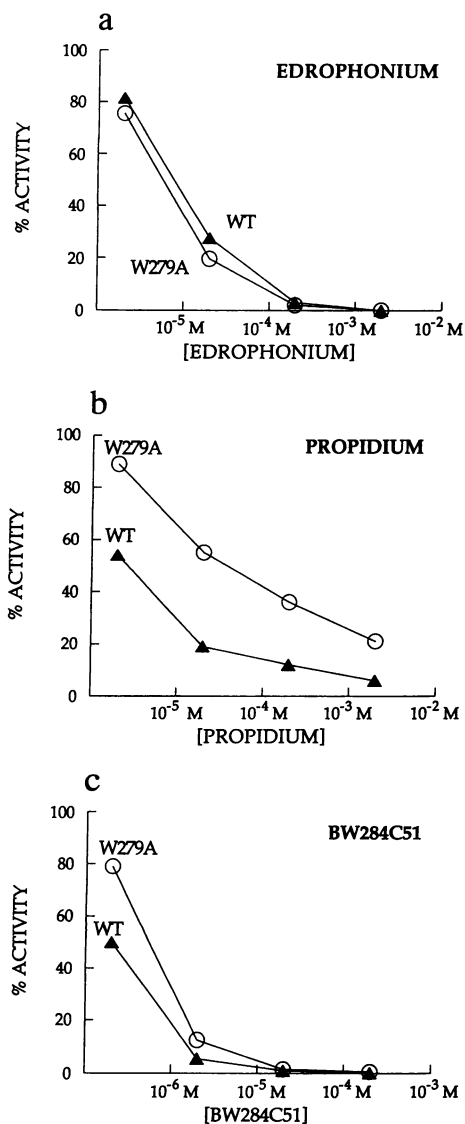 a
EDROPHONIUM
100
80
60
40
20
0
% ACTIVITY
WT
W279A
10⁻⁵ M
10⁻⁴ M
10⁻³ M
10⁻² M
[EDROPHONIUM]
b
PROPIDIUM
100
80
60
40
20
0
% ACTIVITY
W279A
WT
10⁻⁵ M
10⁻⁴ M
10⁻³ M
10⁻² M
[PROPIDIUM]
c
BW284C51
100
80
60
40
20
0
% ACTIVITY
W279A
WT
10⁻⁶ M
10⁻⁵ M
10⁻⁴ M
10⁻³ M
[BW284C51]